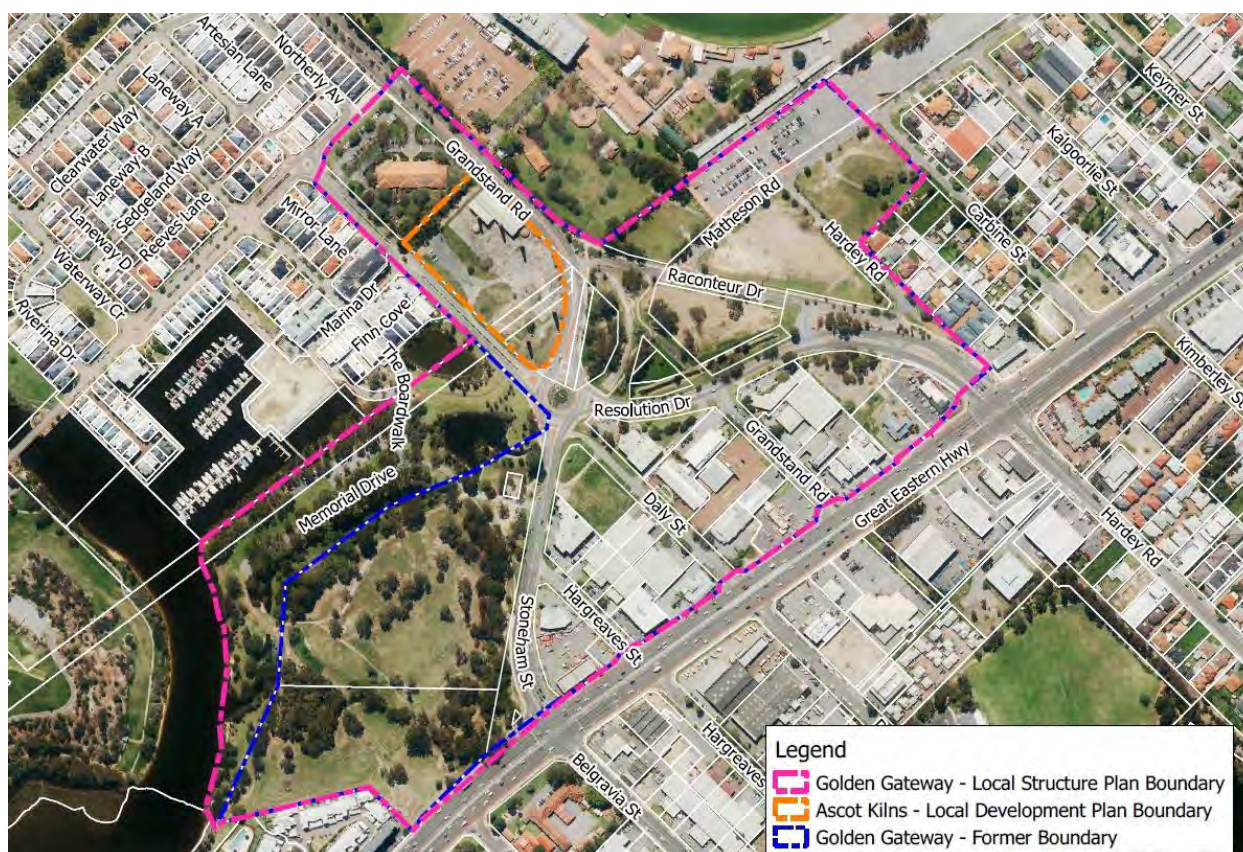 Artesian Lane
Northerly Av
Laneway A
Clearwater Way
Laneway B
Sedgeland Way
Laneway D
Reeves Lane
Waterway Cr
Riverina Dr
Mirror Lane
Marina Dr
Finn Cove
The Boardwalk
Memorial Drive
Grandstand Rd
Matheson Rd
Raconteur Dr
Hardey Rd
Resolution Dr
Grandstand Rd
Daly St
Stoneham St
Hargreaves St
Great Eastern Hwy
Keymer St
Kalgoorlie St
Carbine St
Kimberley St
Hardey Rd
Belgravia St
Hargreaves
Legend
Golden Gateway - Local Structure Plan Boundary
Ascot Kilns - Local Development Plan Boundary
Golden Gateway - Former Boundary